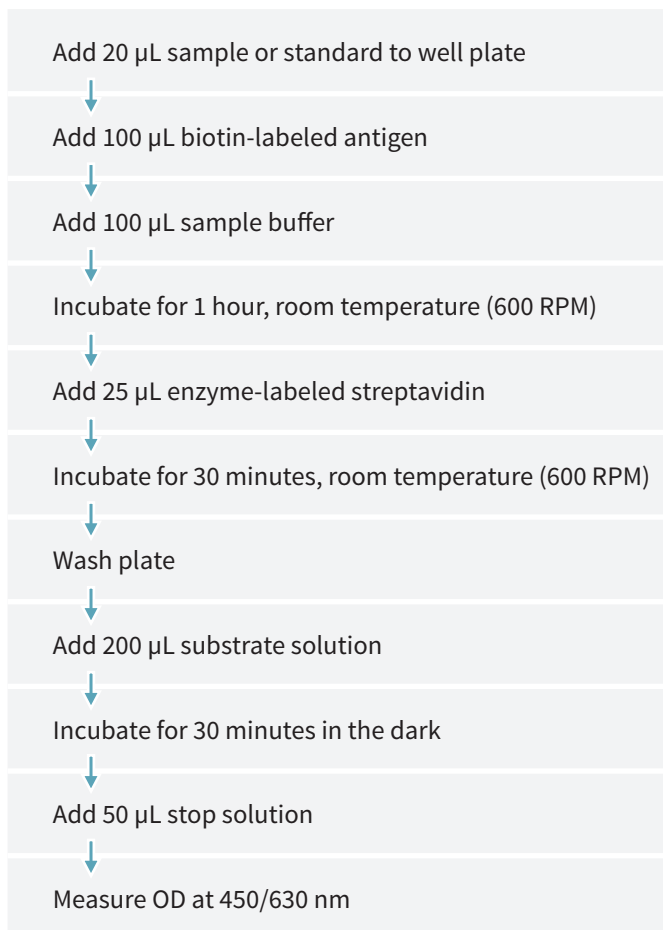 Add 20 µL sample or standard to well plate
Add 100 µL biotin-labeled antigen
Add 100 µL sample buffer
Incubate for 1 hour, room temperature (600 RPM)
Add 25 µL enzyme-labeled streptavidin
Incubate for 30 minutes, room temperature (600 RPM)
Wash plate
Add 200 µL substrate solution
Incubate for 30 minutes in the dark
Add 50 µL stop solution
Measure OD at 450/630 nm